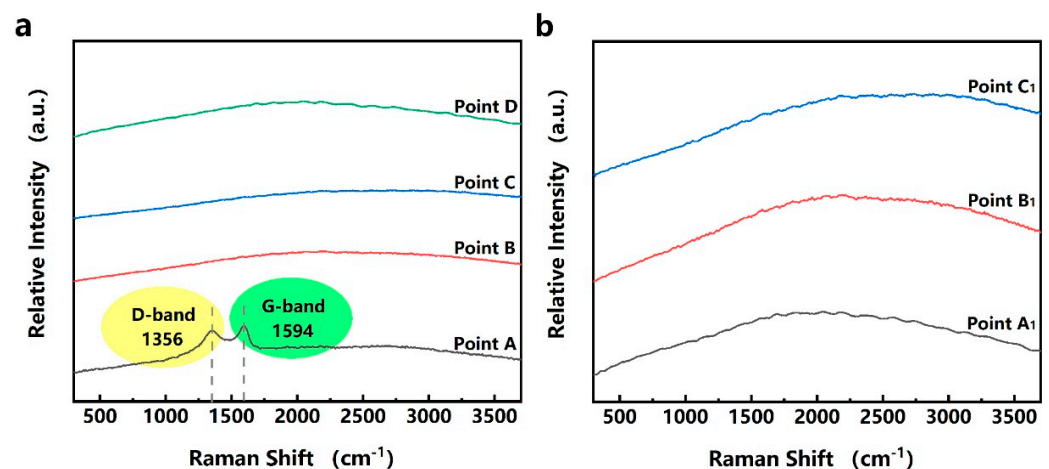 a
Relative Intensity (a.u.)
Point D
Point C
Point B
D-band
1356
G-band
1594
Point A
500 1000 1500 2000 2500 3000 3500
Raman Shift (cm⁻¹)
b
Relative Intensity (a.u.)
Point C₁
Point B₁
Point A₁
500 1000 1500 2000 2500 3000 3500
Raman Shift (cm⁻¹)